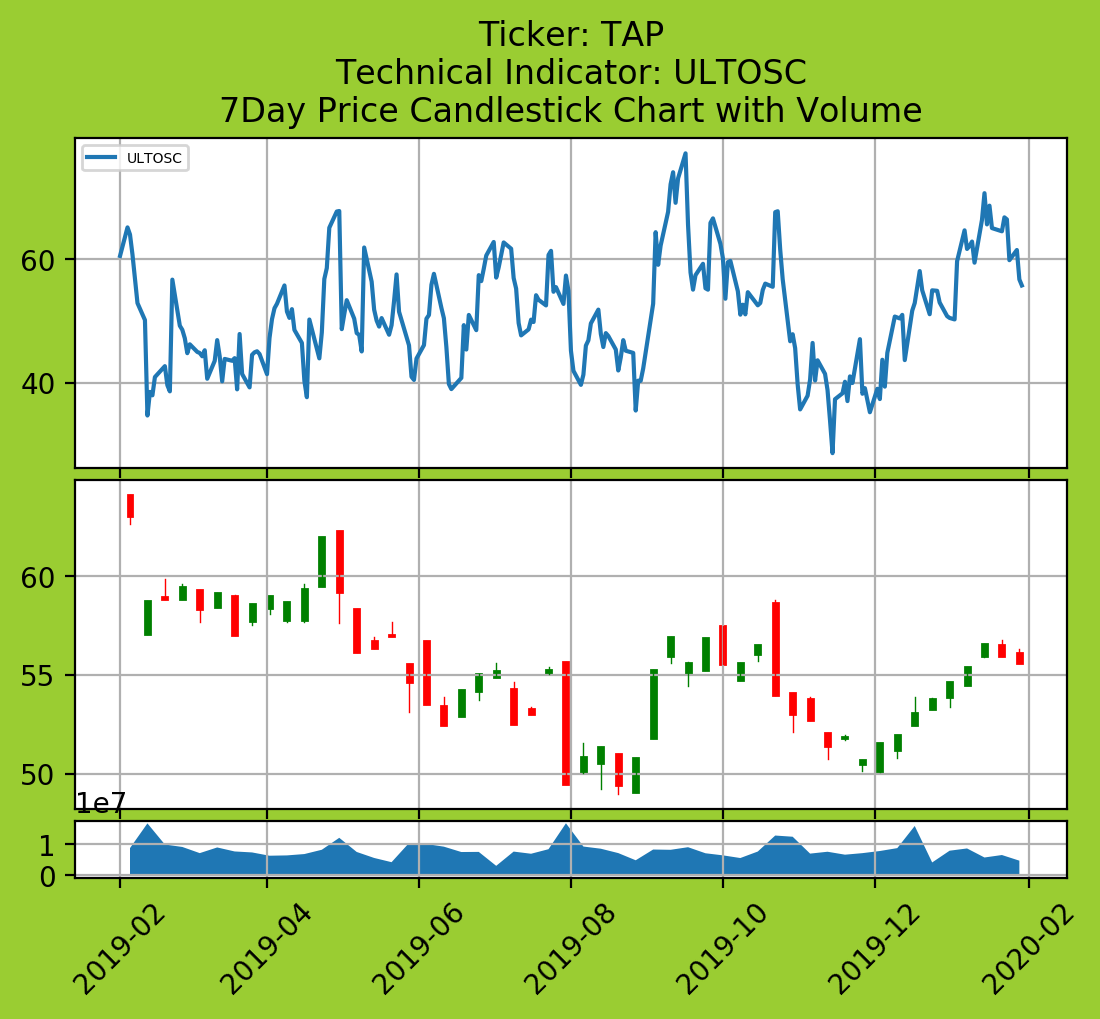 Ticker: TAP
Technical Indicator: ULTOSC
7Day Price Candlestick Chart with Volume
ULTOSC
60
40
60
55
50
1e7
1
0
2019-02
2019-04
2019-06
2019-08
2019-10
2019-12
2020-02